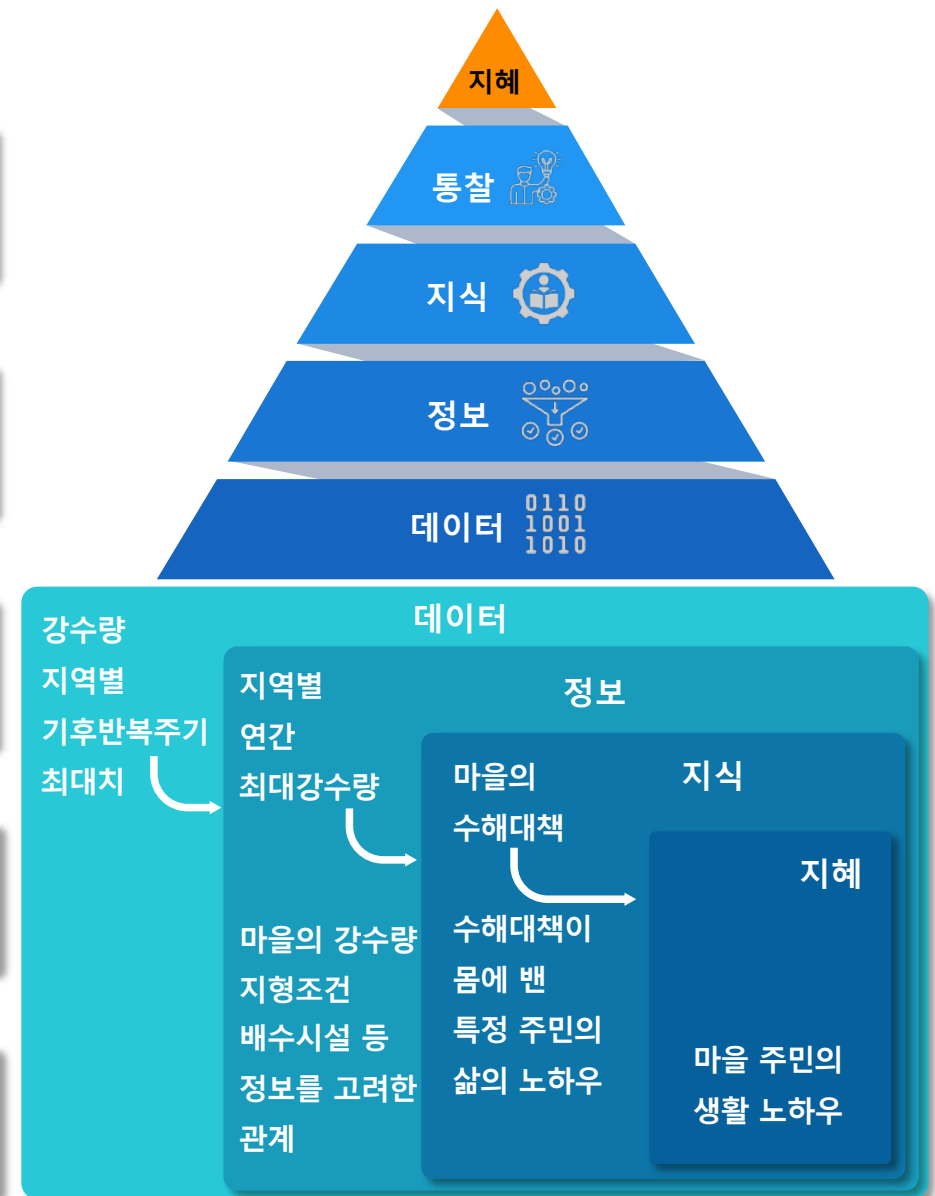 지혜
통찰
지식
정보
데이터
0110
1001
1010
데이터
강수량
지역별
기후반복주기
최대치
정보
지역별
연간
최대강수량
마을의 강수량
지형조건
배수시설 등
정보를 고려한
관계
지식
마을의
수해대책
수해대책이
몸에 밴
특정 주민의
삶의 노하우
지혜
마을 주민의
생활 노하우